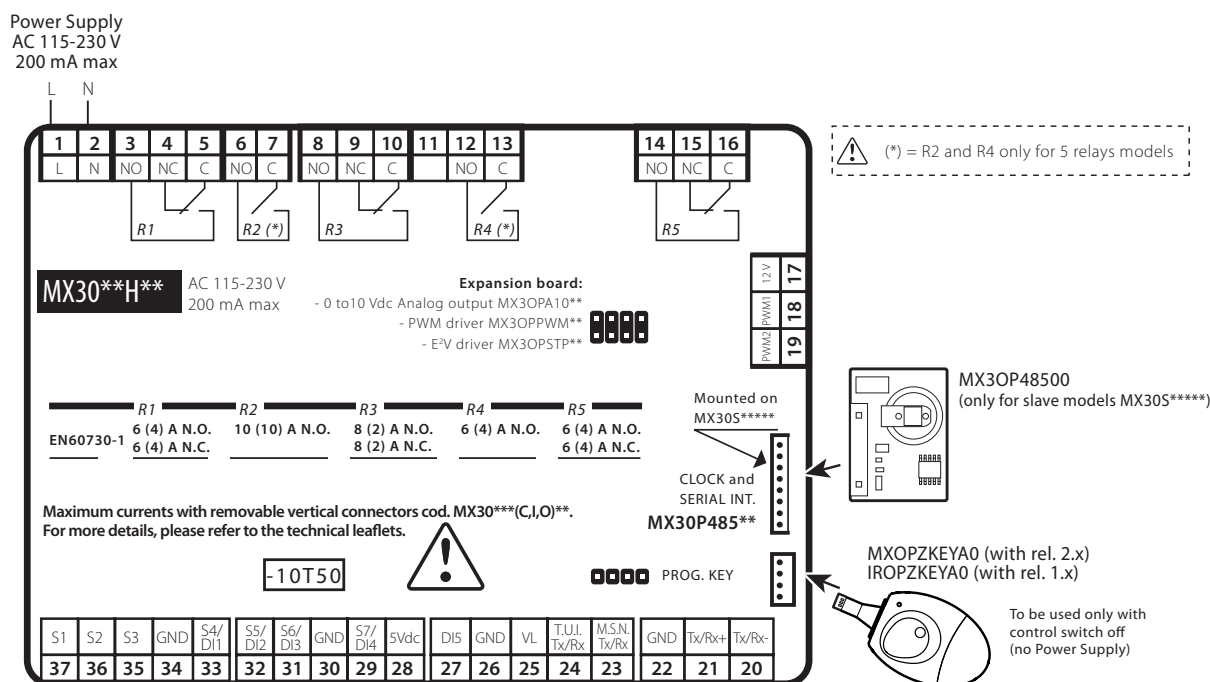 Power Supply
AC 115-230 V
200 mA max
L N
1 2 3 4 5 6 7 8 9 10 11 12 13 14 15 16
L N NO NC C NO C NO NC C NO C NO NC C
R1 R2 (*) R3 R4 (*) R5
(*) = R2 and R4 only for 5 relays models
MX30**H**
AC 115-230 V
200 mA max
Expansion board:
- 0 to10 Vdc Analog output MX3OPA10**
- PWM driver MX3OPPWM**
- E²V driver MX3OPSTP**
12 V 17
PWM1 18
PWM2 19
R1 R2 R3 R4 R5
EN60730-1 6 (4) A N.O. 10 (10) A N.O. 8 (2) A N.O. 6 (4) A N.O. 6 (4) A N.O.
6 (4) A N.C. 8 (2) A N.C. 6 (4) A N.C.
Mounted on
MX30S*****
CLOCK and
SERIAL INT.
MX30P485**
MX3OP48500
(only for slave models MX30S*****)
Maximum currents with removable vertical connectors cod. MX30***(C,I,O)**.
For more details, please refer to the technical leaflets.
-10T50
PROG. KEY
MXOPZKEYA0 (with rel. 2.x)
IROPZKEYA0 (with rel. 1.x)
To be used only with
control switch off
(no Power Supply)
S1 S2 S3 GND S4/DI1 S5/DI2 S6/DI3 GND S7/DI4 5Vdc DI5 GND VL T.U.I. Tx/Rx M.S.N. Tx/Rx GND Tx/Rx+ Tx/Rx-
37 36 35 34 33 32 31 30 29 28 27 26 25 24 23 22 21 20